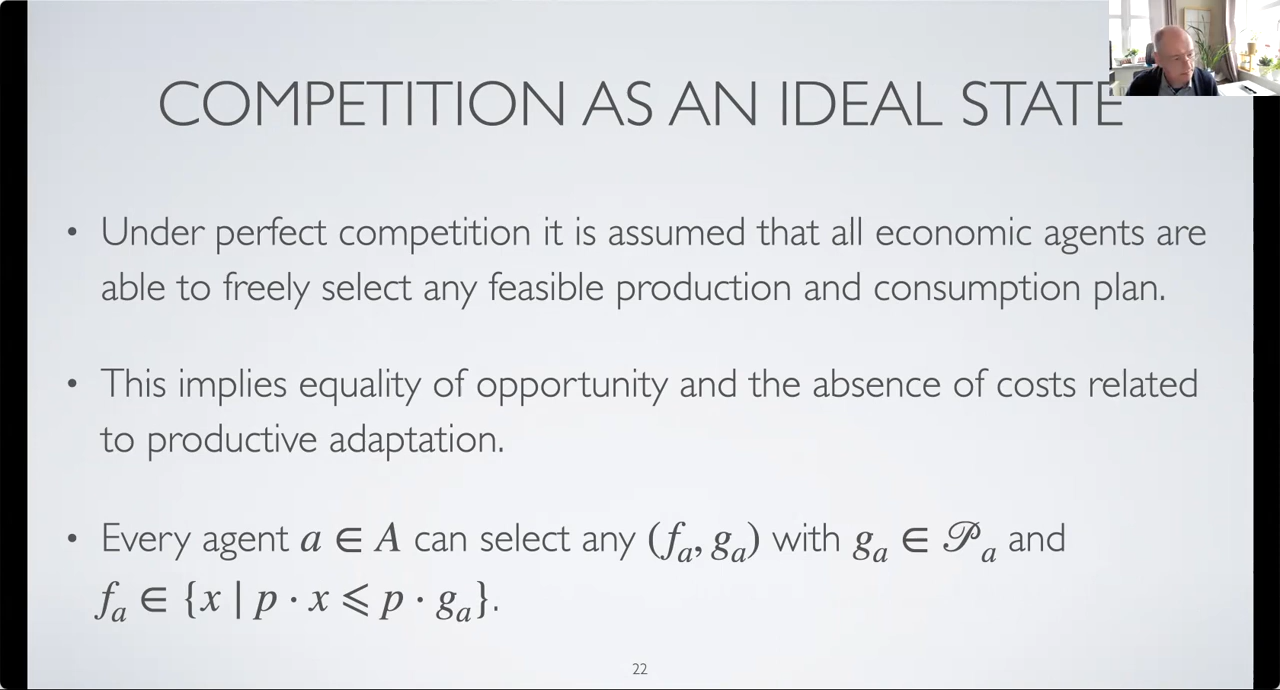 COMPETITION AS AN IDEAL STATE
• Under perfect competition it is assumed that all economic agents are
able to freely select any feasible production and consumption plan.
• This implies equality of opportunity and the absence of costs related
to productive adaptation.
• Every agent a ∈ A can select any (fₐ, gₐ) with gₐ ∈ 𝒫ₐ and
fₐ ∈ {x | p · x ⩽ p · gₐ}.
22